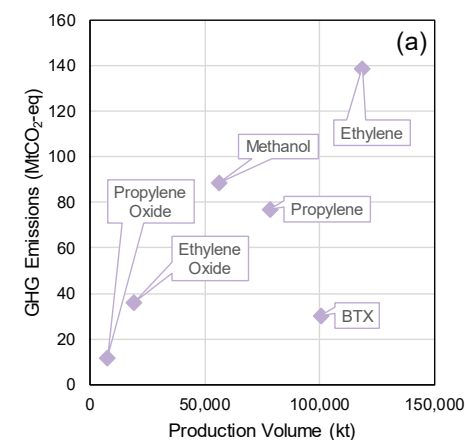 (a)
GHG Emissions (MtCO₂-eq)
160
140
120
100
80
60
40
20
0
Ethylene
Methanol
Propylene
Oxide
Propylene
Ethylene
Oxide
BTX
0
50,000
100,000
150,000
Production Volume (kt)